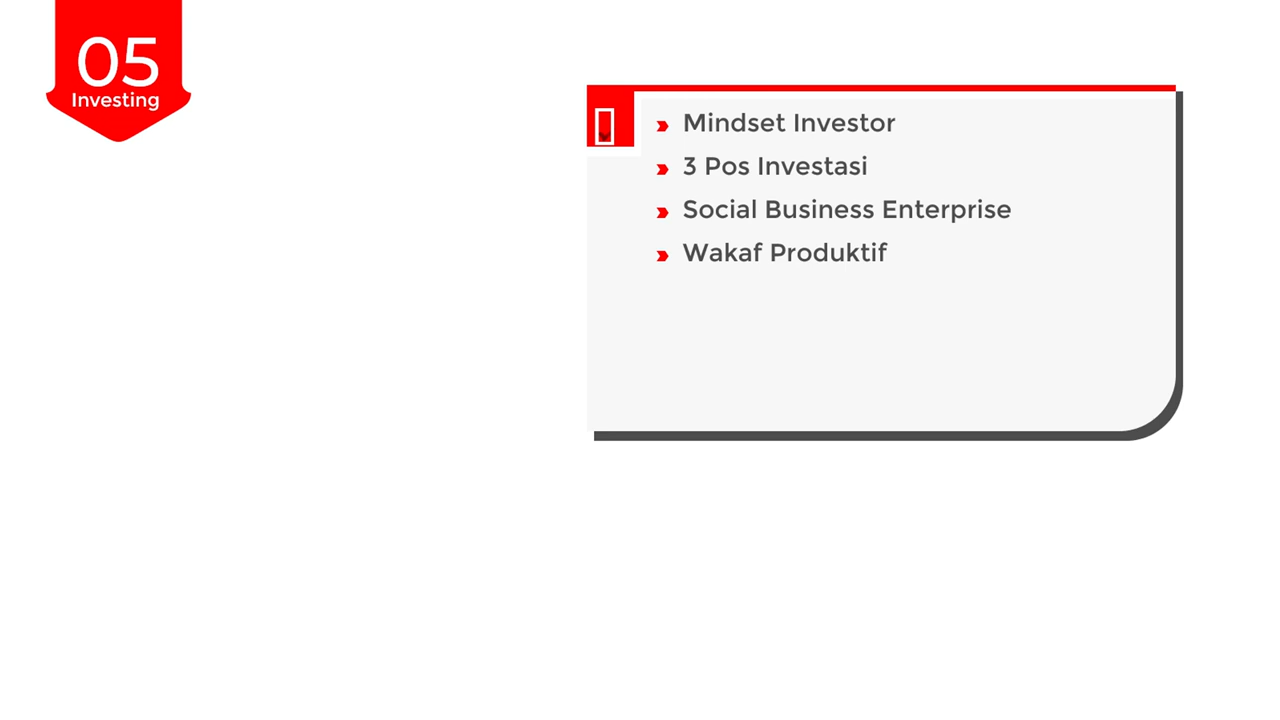 05
Investing
Mindset Investor
3 Pos Investasi
Social Business Enterprise
Wakaf Produktif